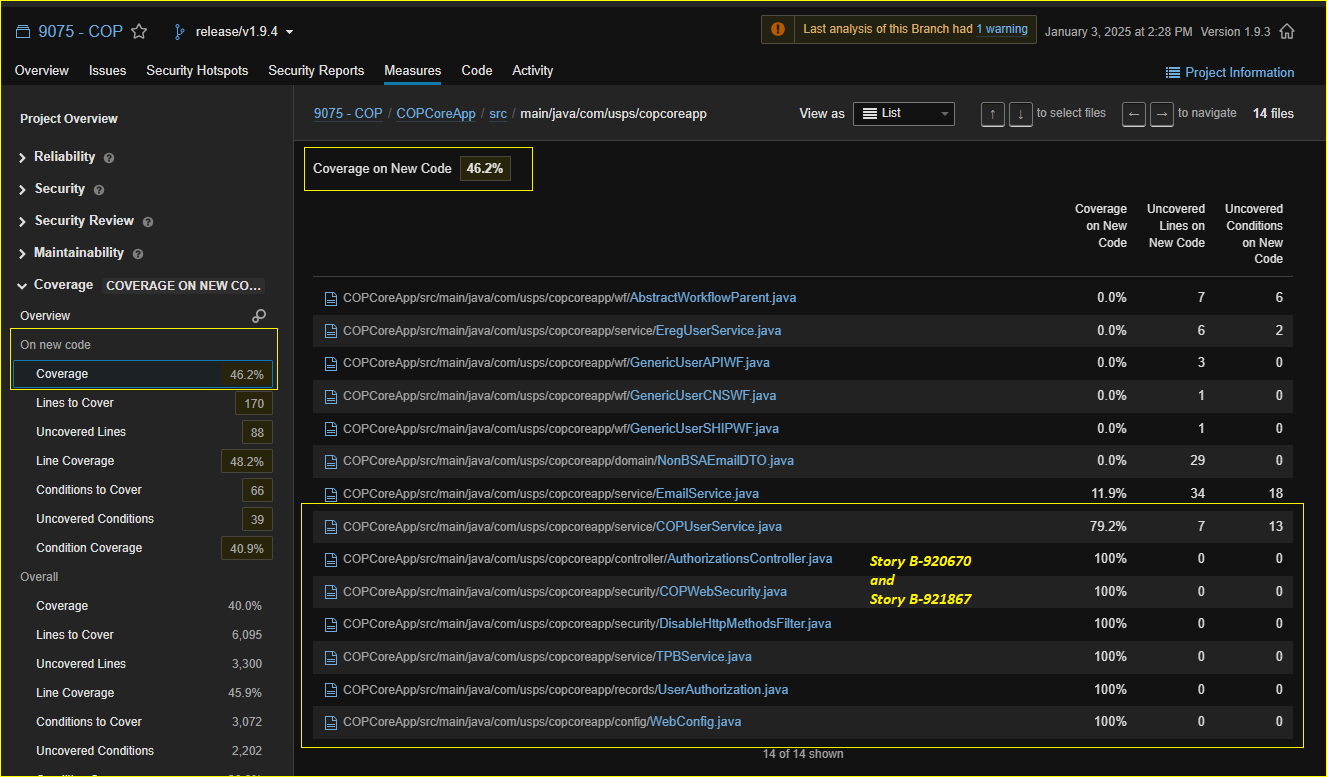 9075 - COP release/v1.9.4
Last analysis of this Branch had 1 warning January 3, 2025 at 2:28 PM Version 1.9.3
Overview Issues Security Hotspots Security Reports Measures Code Activity
Project Information
Project Overview
Reliability
Security
Security Review
Maintainability
Coverage COVERAGE ON NEW CO...
Overview
On new code
Coverage 46.2%
Lines to Cover 170
Uncovered Lines 88
Line Coverage 48.2%
Conditions to Cover 66
Uncovered Conditions 39
Condition Coverage 40.9%
Overall
Coverage 40.0%
Lines to Cover 6,095
Uncovered Lines 3,300
Line Coverage 45.9%
Conditions to Cover 3,072
Uncovered Conditions 2,202
9075 - COP / COPCoreApp / src / main/java/com/usps/copcoreapp
View as List ↑ ↓ to select files ← → to navigate 14 files
Coverage on New Code 46.2%
Coverage on New Code
Uncovered Lines on New Code
Uncovered Conditions on New Code
COPCoreApp/src/main/java/com/usps/copcoreapp/wf/AbstractWorkflowParent.java 0.0% 7 6
COPCoreApp/src/main/java/com/usps/copcoreapp/service/EregUserService.java 0.0% 6 2
COPCoreApp/src/main/java/com/usps/copcoreapp/wf/GenericUserAPIWF.java 0.0% 3 0
COPCoreApp/src/main/java/com/usps/copcoreapp/wf/GenericUserCNSWF.java 0.0% 1 0
COPCoreApp/src/main/java/com/usps/copcoreapp/wf/GenericUserSHIPWF.java 0.0% 1 0
COPCoreApp/src/main/java/com/usps/copcoreapp/domain/NonBSAEmailDTO.java 0.0% 29 0
COPCoreApp/src/main/java/com/usps/copcoreapp/service/EmailService.java 11.9% 34 18
COPCoreApp/src/main/java/com/usps/copcoreapp/service/COPUserService.java 79.2% 7 13
COPCoreApp/src/main/java/com/usps/copcoreapp/controller/AuthorizationsController.java 100% 0 0
COPCoreApp/src/main/java/com/usps/copcoreapp/security/COPWebSecurity.java 100% 0 0
COPCoreApp/src/main/java/com/usps/copcoreapp/security/DisableHttpMethodsFilter.java 100% 0 0
COPCoreApp/src/main/java/com/usps/copcoreapp/service/TPBService.java 100% 0 0
COPCoreApp/src/main/java/com/usps/copcoreapp/records/UserAuthorization.java 100% 0 0
COPCoreApp/src/main/java/com/usps/copcoreapp/config/WebConfig.java 100% 0 0
Story B-920670
and
Story B-921867
14 of 14 shown